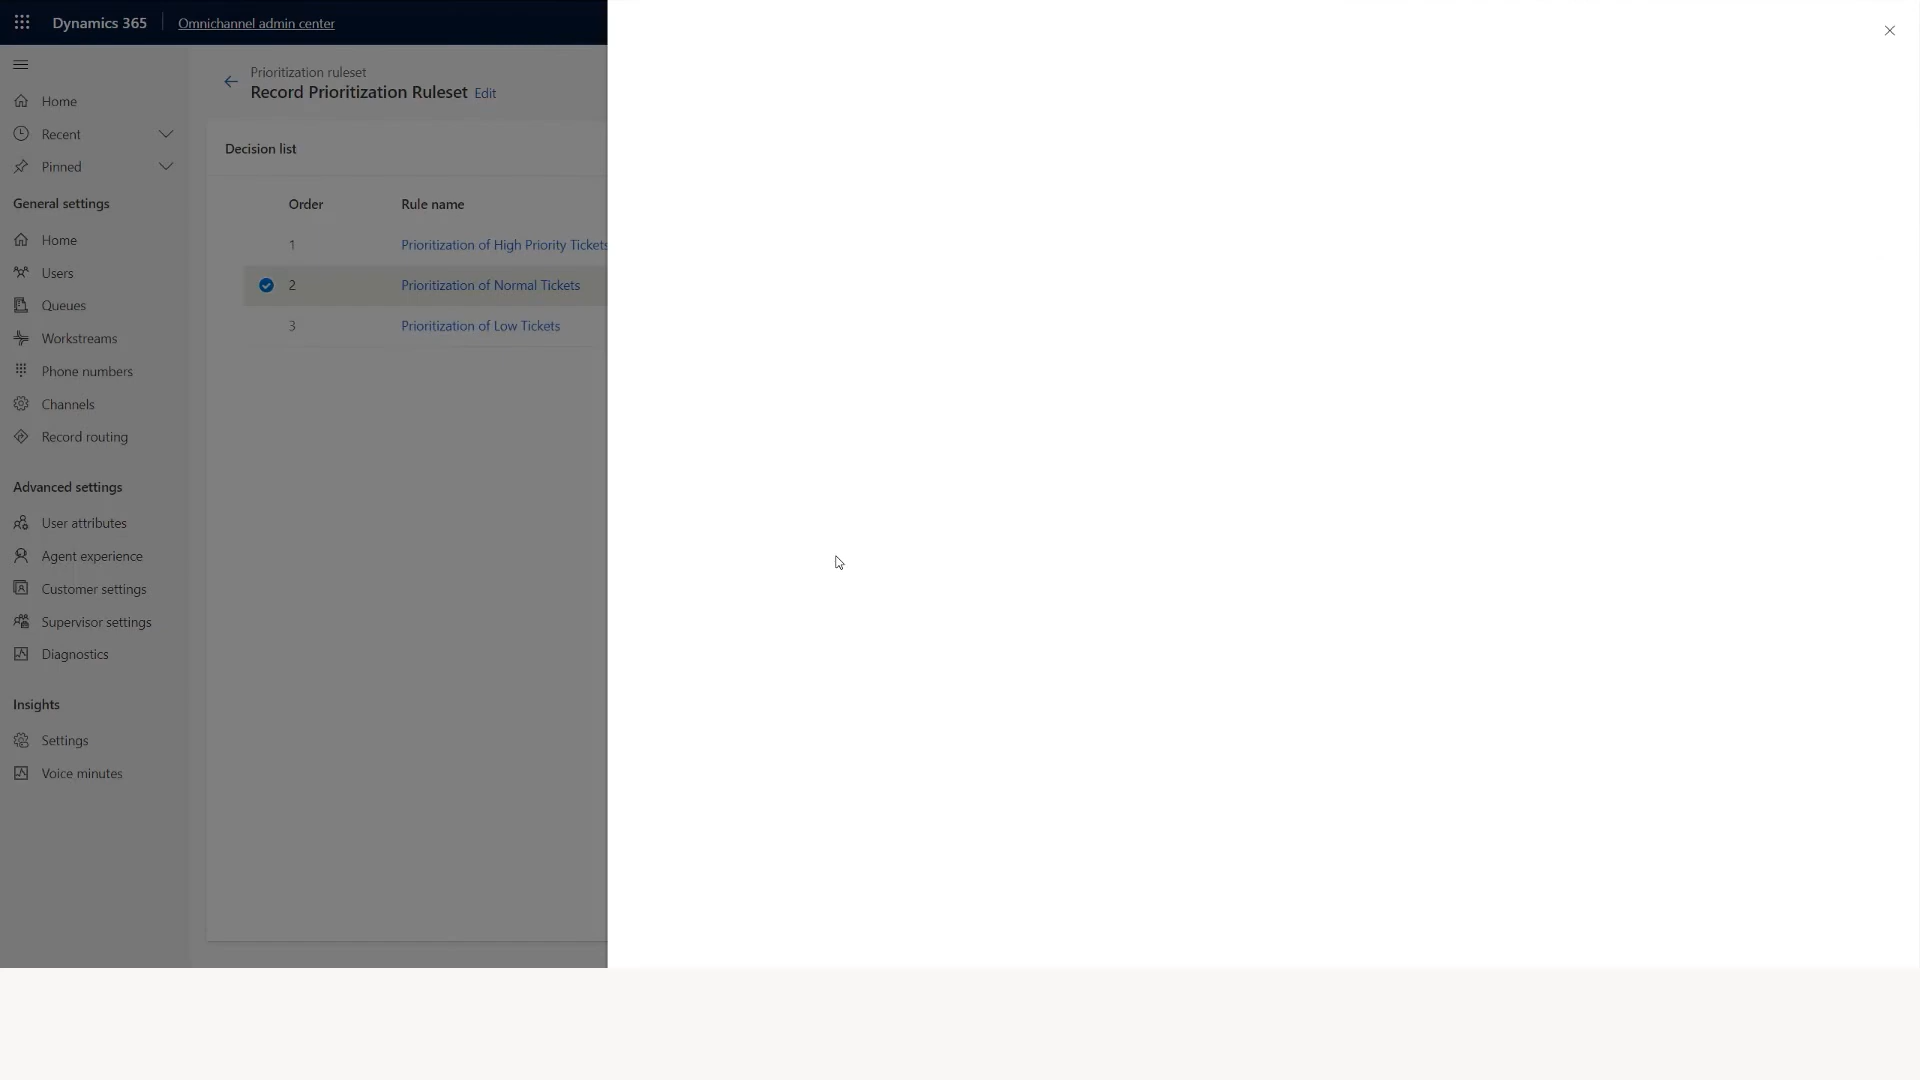 Dynamics 365
Omnichannel admin center
Home
Recent
Pinned
General settings
Home
Users
Queues
Workstreams
Phone numbers
Channels
Record routing
Advanced settings
User attributes
Agent experience
Customer settings
Supervisor settings
Diagnostics
Insights
Settings
Voice minutes
Prioritization ruleset
Record Prioritization Ruleset Edit
Decision list
Order Rule name
1 Prioritization of High Priority Tickets
2 Prioritization of Normal Tickets
3 Prioritization of Low Tickets